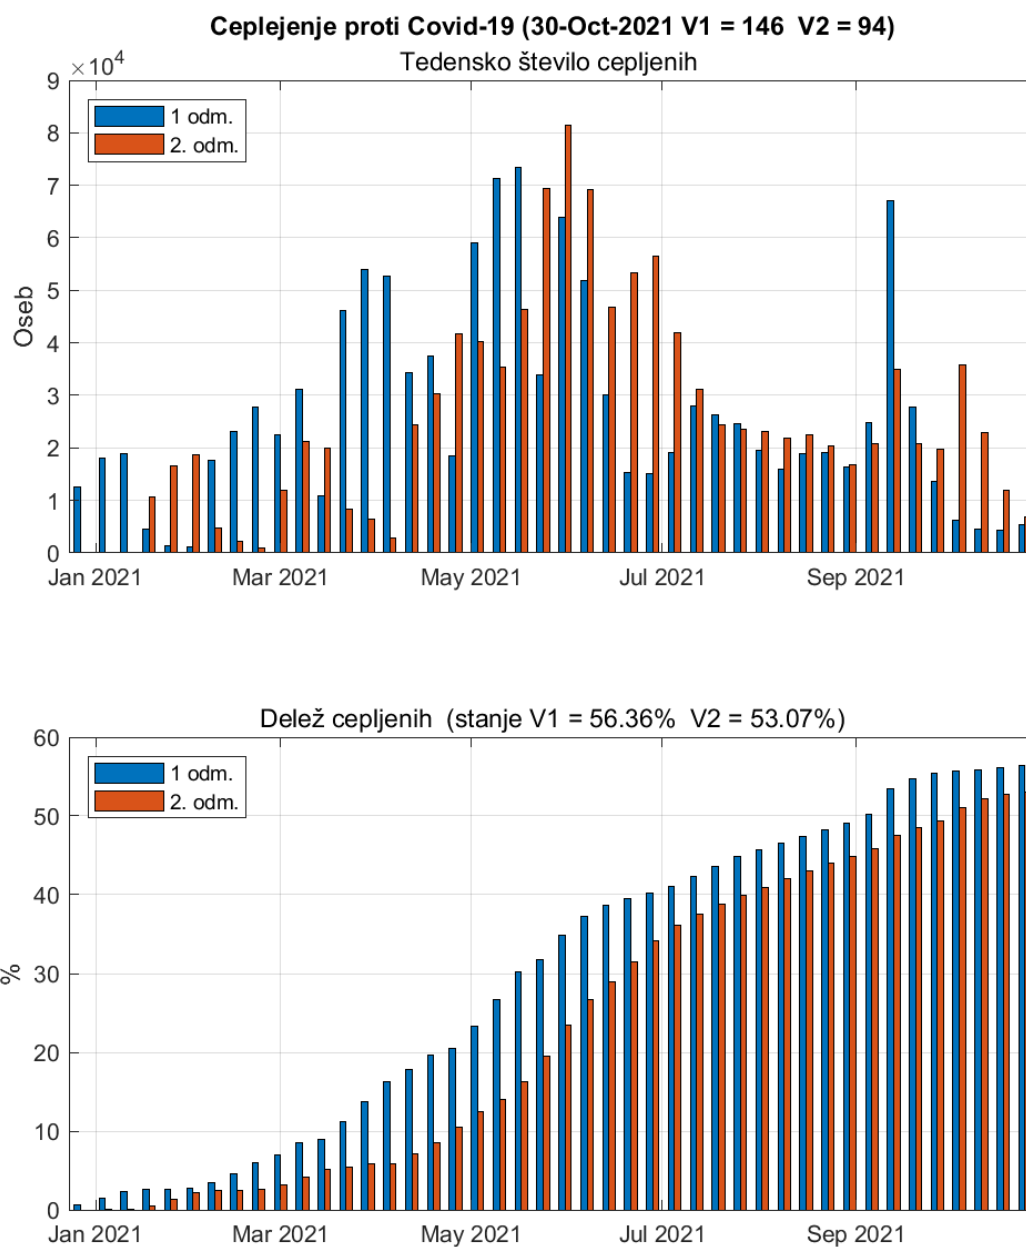 Ceplejenje proti Covid-19 (30-Oct-2021 V1 = 146 V2 = 94)
Tedensko število cepljenih
×10⁴
9
8
7
6
5
4
3
2
1
0
Oseb
1 odm.
2. odm.
Jan 2021 Mar 2021 May 2021 Jul 2021 Sep 2021
Delež cepljenih (stanje V1 = 56.36% V2 = 53.07%)
60
50
40
30
20
10
0
%
1 odm.
2. odm.
Jan 2021 Mar 2021 May 2021 Jul 2021 Sep 2021